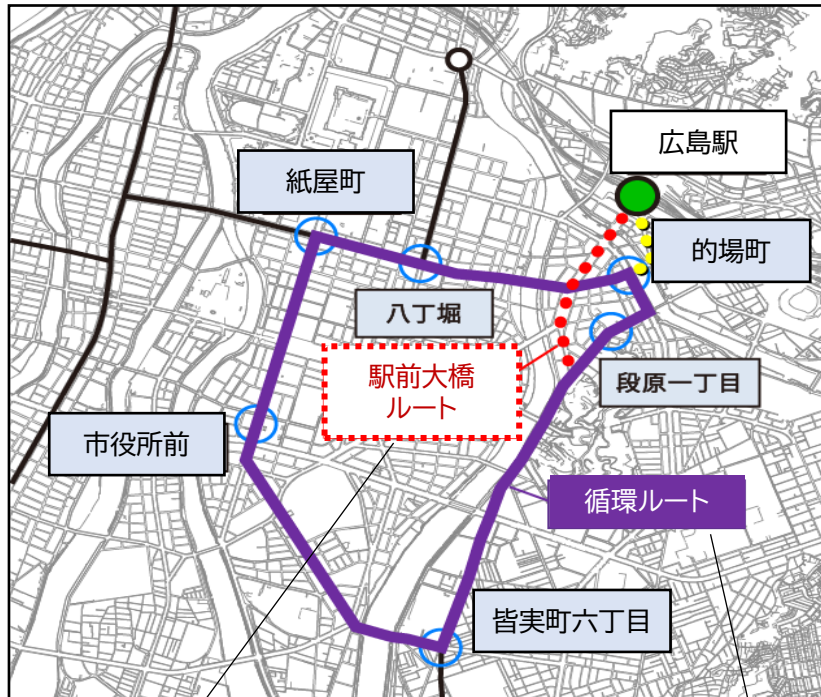 広島駅
紙屋町
的場町
八丁堀
駅前大橋
ルート
段原一丁目
市役所前
循環ルート
皆実町六丁目